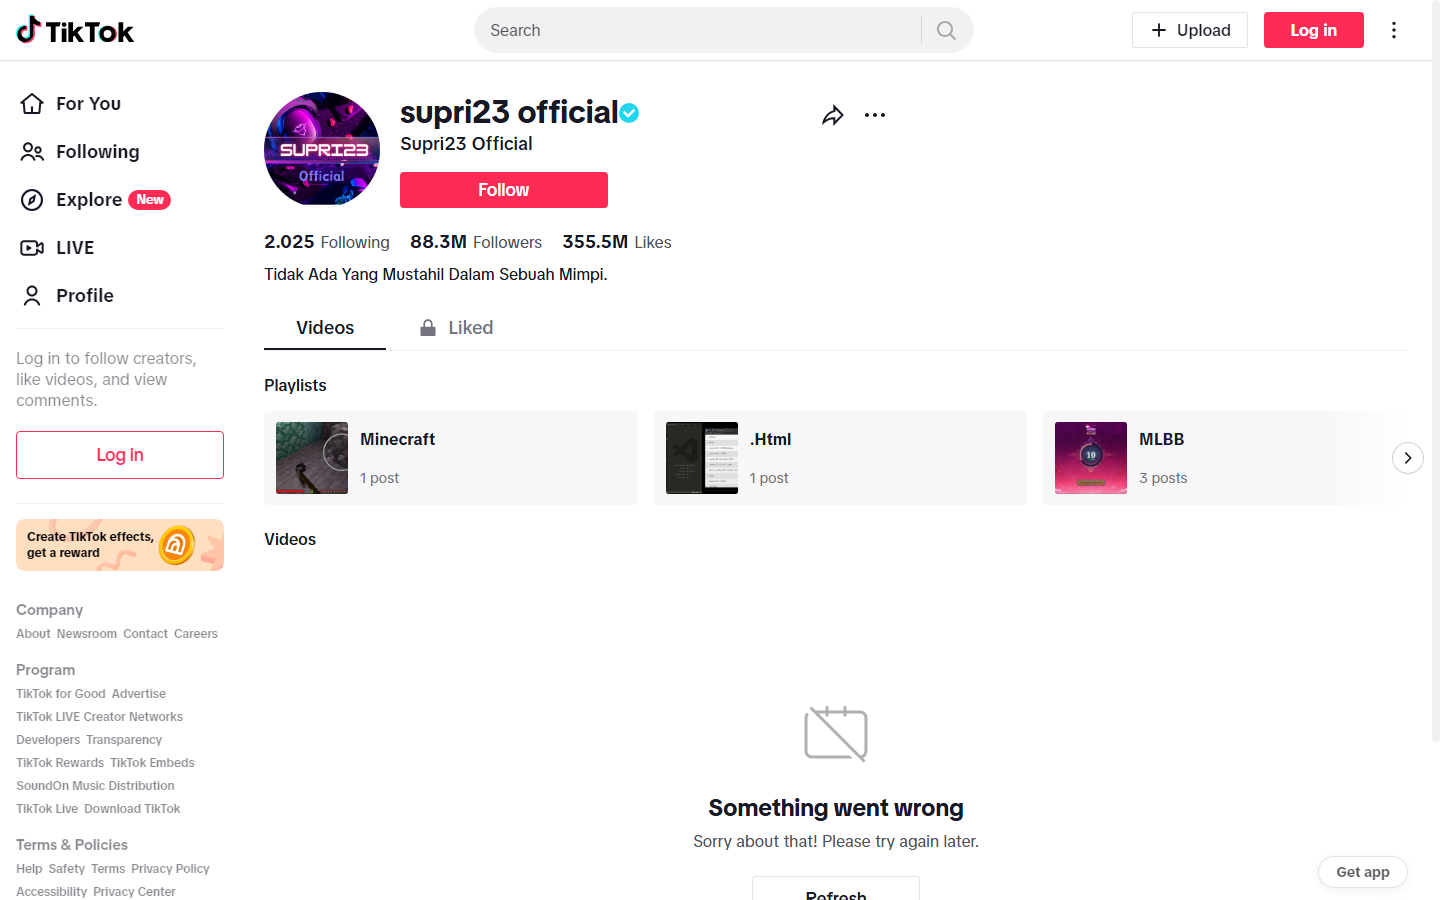 TikTok
Search
Upload
Log in
For You
Following
Explore New
LIVE
Profile
Log in to follow creators,
like videos, and view
comments.
Log in
Create TikTok effects,
get a reward
Company
About Newsroom Contact Careers
Program
TikTok for Good Advertise
TikTok LIVE Creator Networks
Developers Transparency
TikTok Rewards TikTok Embeds
SoundOn Music Distribution
TikTok Live Download TikTok
Terms & Policies
Help Safety Terms Privacy Policy
Accessibility Privacy Center
SUPRI23
Official
supri23 official
Supri23 Official
Follow
2.025 Following 88.3M Followers 355.5M Likes
Tidak Ada Yang Mustahil Dalam Sebuah Mimpi.
Videos Liked
Playlists
Minecraft
1 post
.Html
1 post
10
MLBB
3 posts
Videos
Something went wrong
Sorry about that! Please try again later.
Refresh
Get app